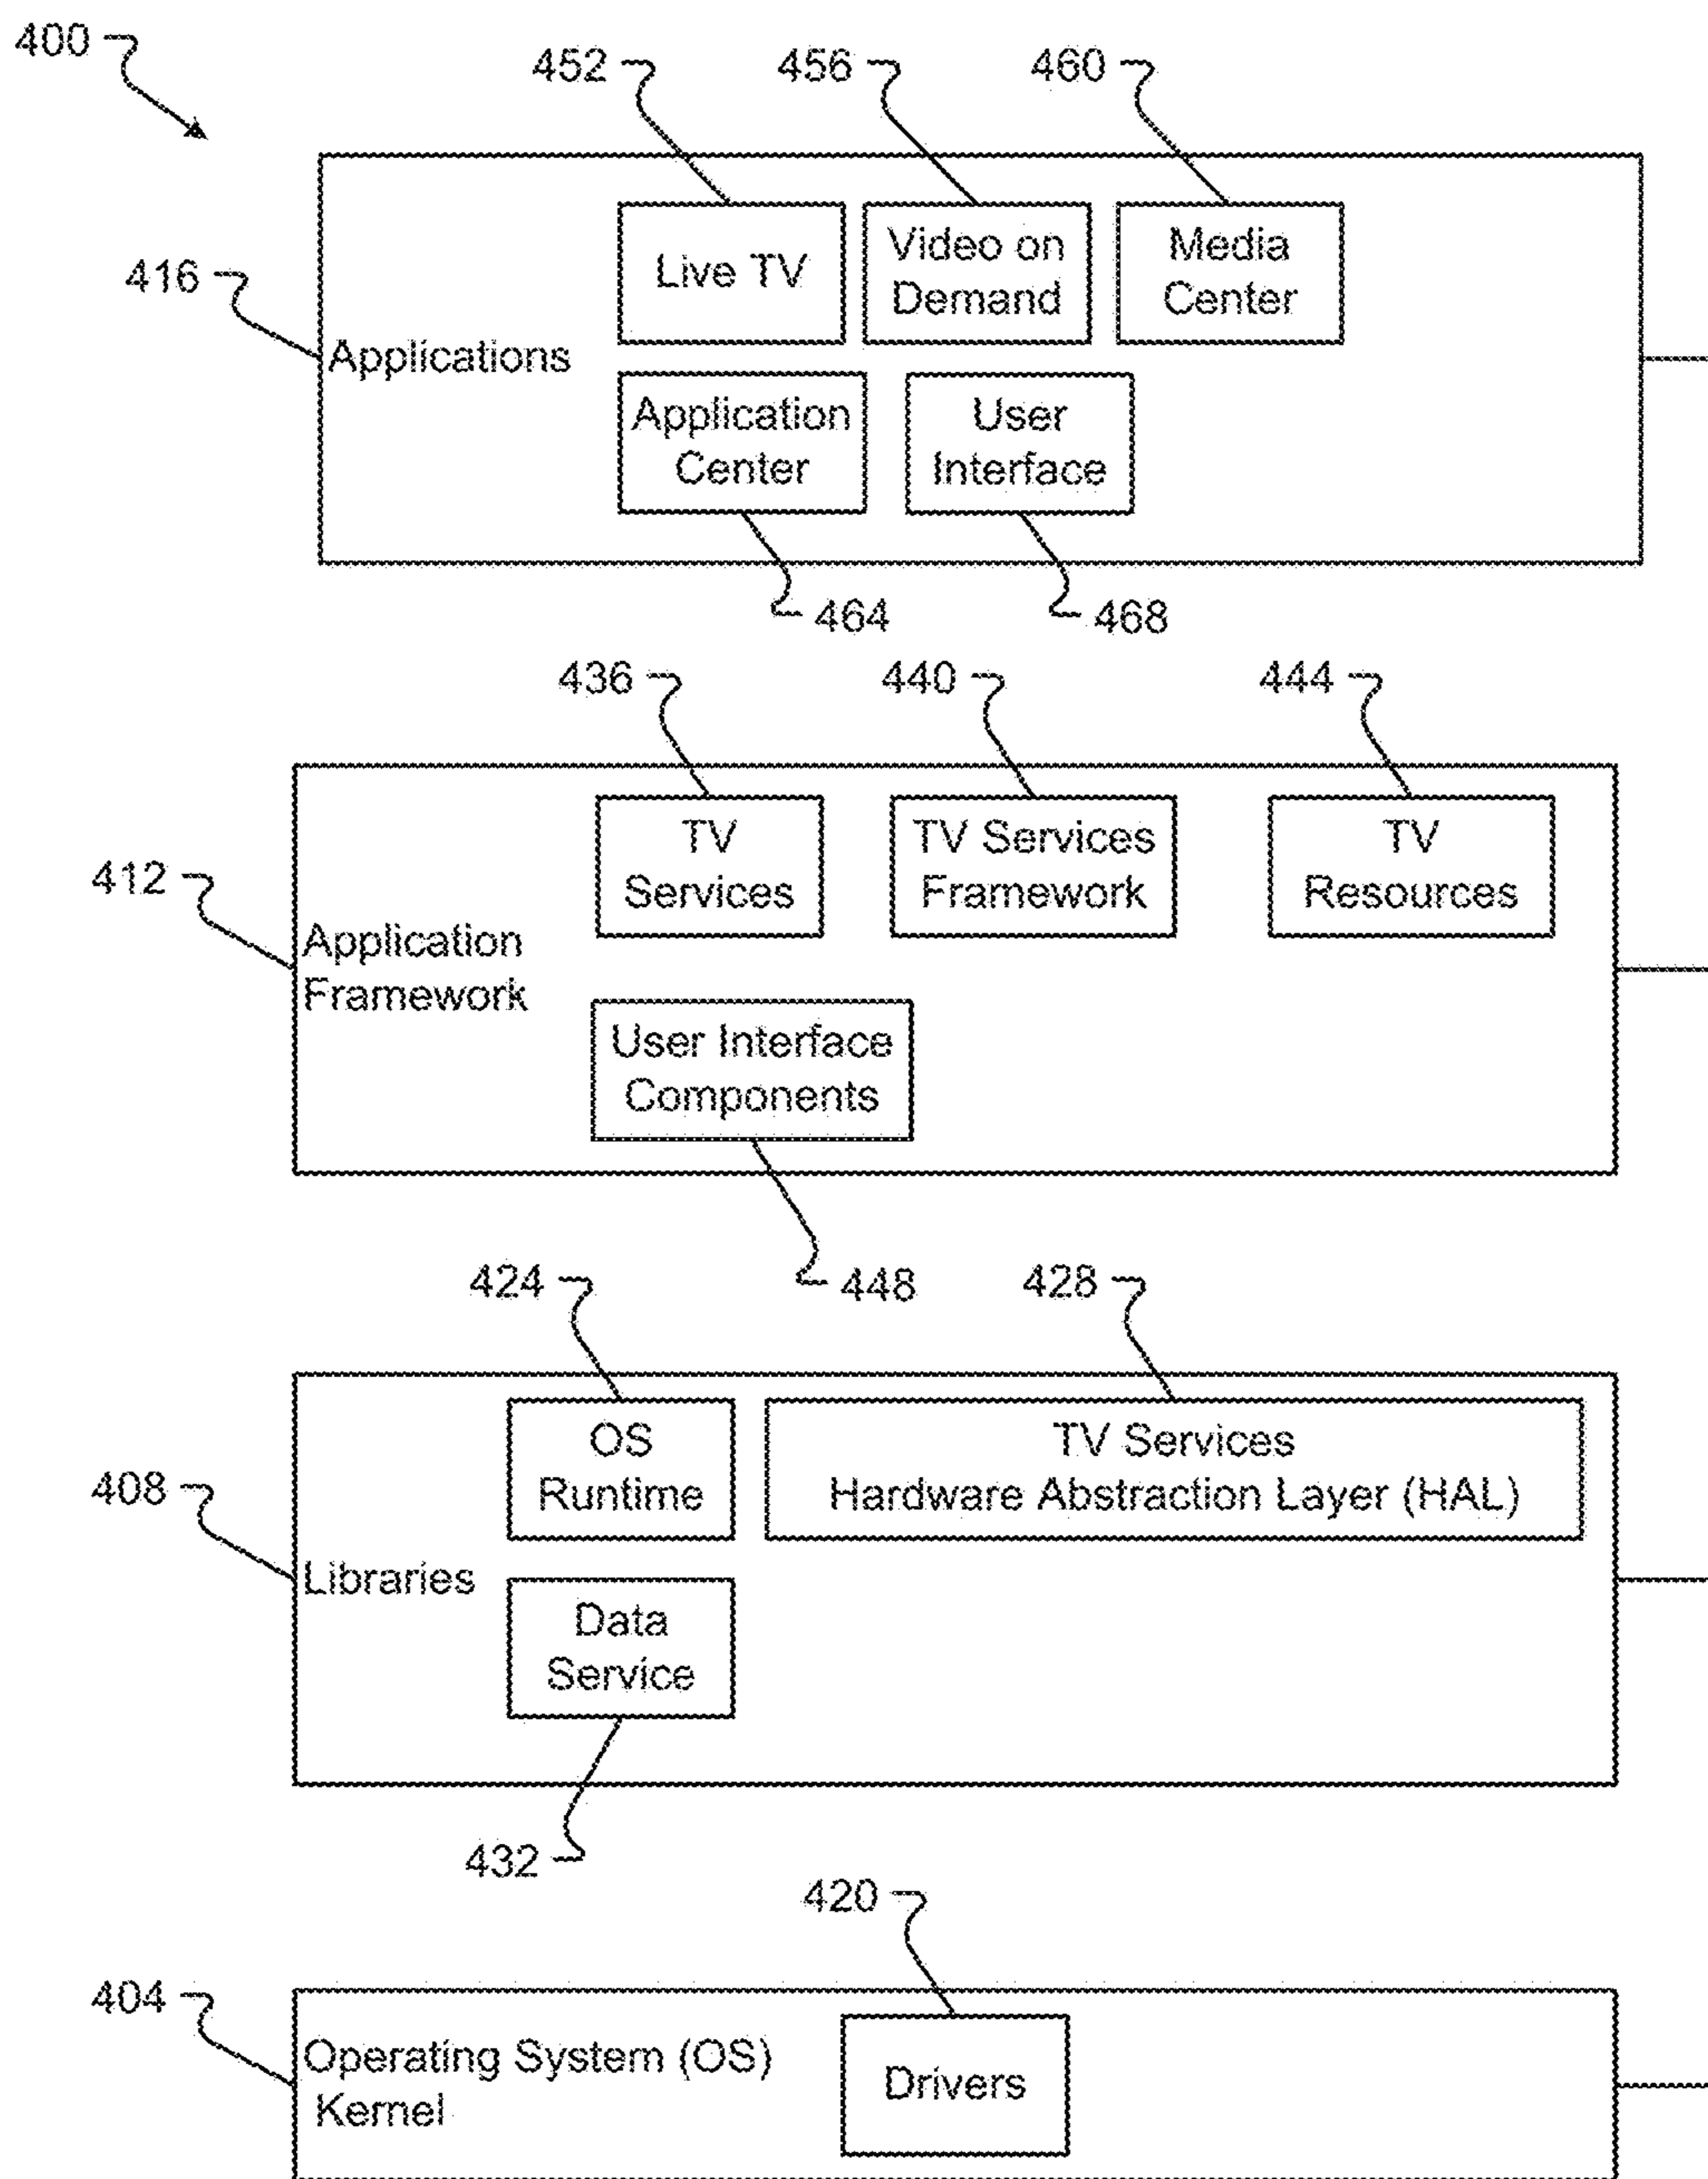 400
452
456
460
416
Applications
Live TV
Video on
Demand
Media
Center
Application
Center
User
Interface
464
468
436
440
444
412
Application
Framework
TV
Services
TV Services
Framework
TV
Resources
User Interface
Components
448
424
428
408
Libraries
OS
Runtime
TV Services
Hardware Abstraction Layer (HAL)
Data
Service
432
420
404
Operating System (OS)
Kernel
Drivers